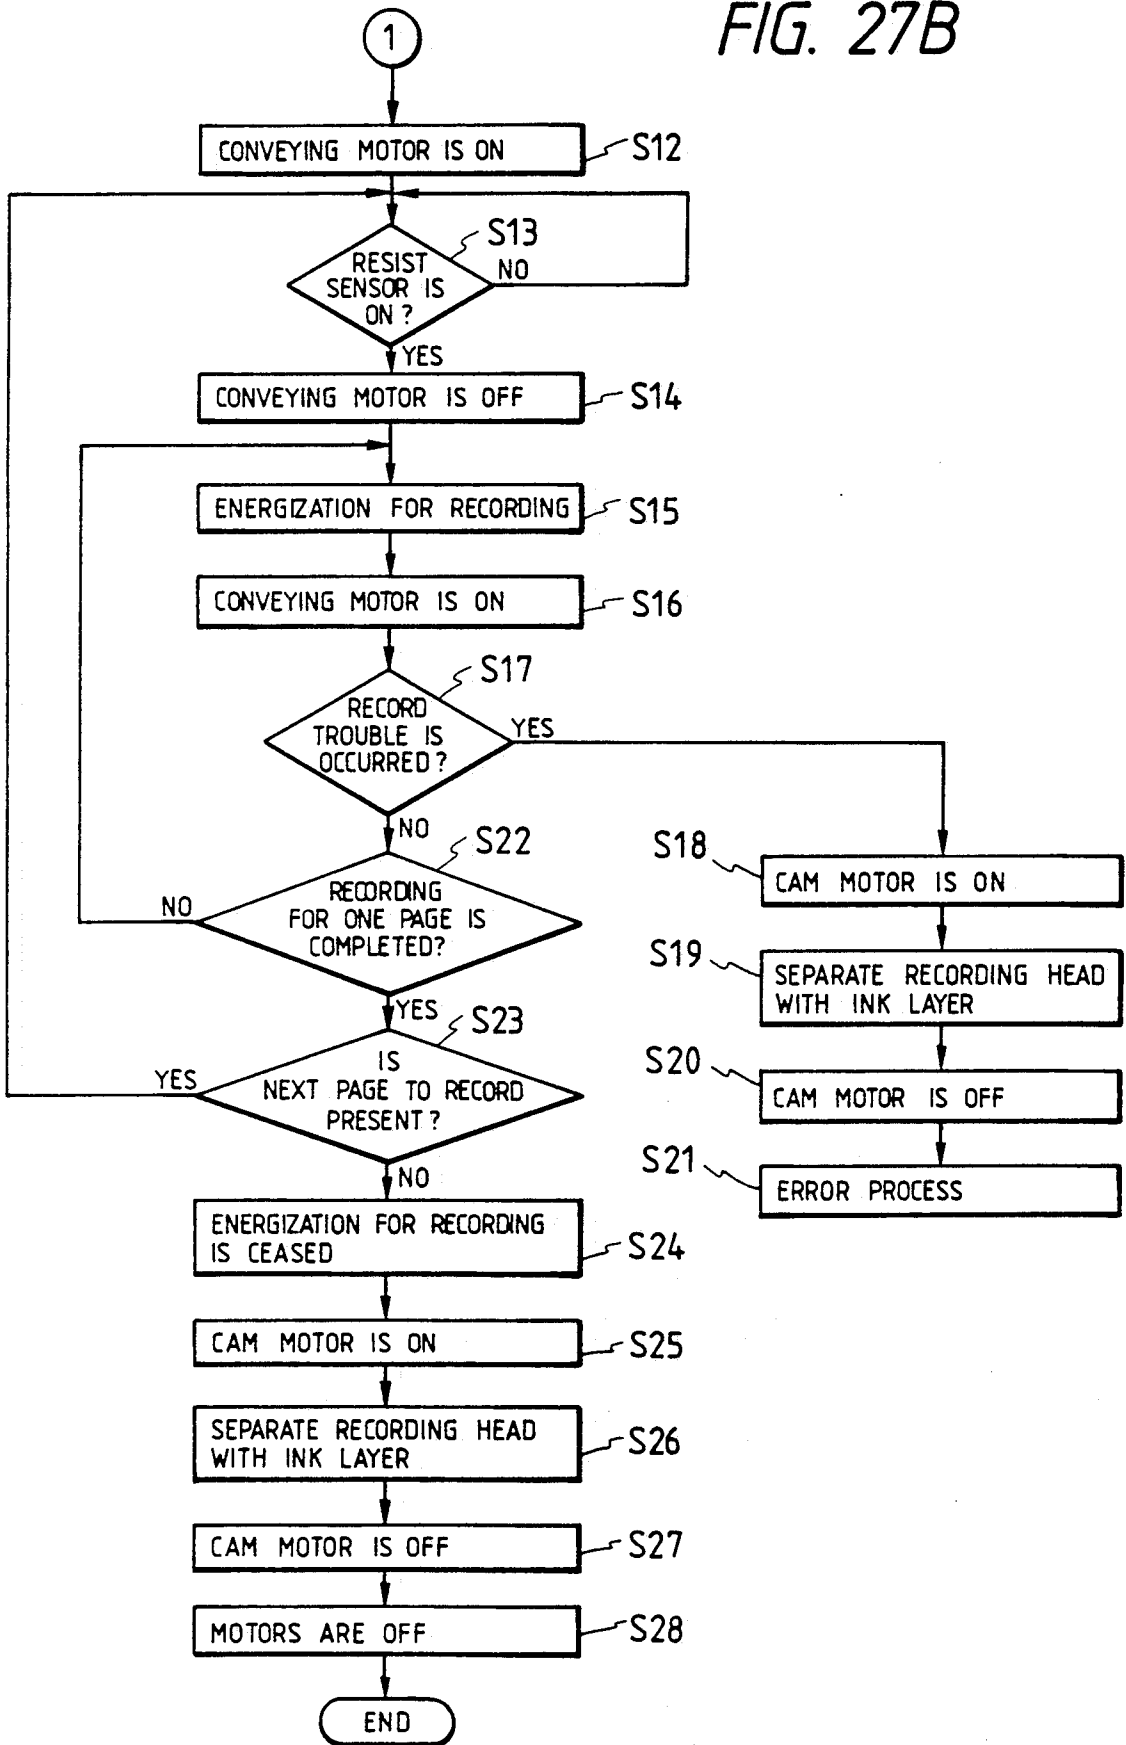 FIG. 27B
1
CONVEYING MOTOR IS ON
S12
S13
RESIST
SENSOR IS
ON?
NO
YES
CONVEYING MOTOR IS OFF
S14
ENERGIZATION FOR RECORDING
S15
CONVEYING MOTOR IS ON
S16
S17
RECORD
TROUBLE IS
OCCURRED?
YES
NO
S22
RECORDING
FOR ONE PAGE IS
COMPLETED?
NO
YES
S23
IS
NEXT PAGE TO RECORD
PRESENT?
YES
NO
S18
CAM MOTOR IS ON
S19
SEPARATE RECORDING HEAD
WITH INK LAYER
S20
CAM MOTOR IS OFF
S21
ERROR PROCESS
ENERGIZATION FOR RECORDING
IS CEASED
S24
CAM MOTOR IS ON
S25
SEPARATE RECORDING HEAD
WITH INK LAYER
S26
CAM MOTOR IS OFF
S27
MOTORS ARE OFF
S28
END